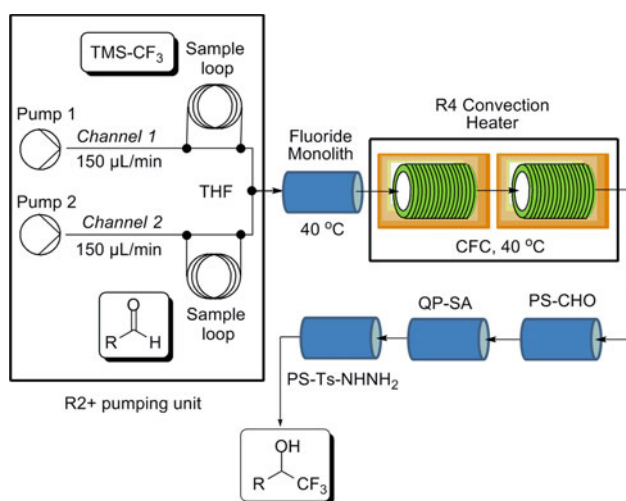 TMS-CF₃
Sample
loop
Pump 1
Channel 1
150 µL/min
THF
Pump 2
Channel 2
150 µL/min
Sample
loop
O
R
H
R2+ pumping unit
Fluoride
Monolith
40 ºC
R4 Convection
Heater
CFC, 40 ºC
PS-CHO
QP-SA
PS-Ts-NHNH₂
OH
R
CF₃